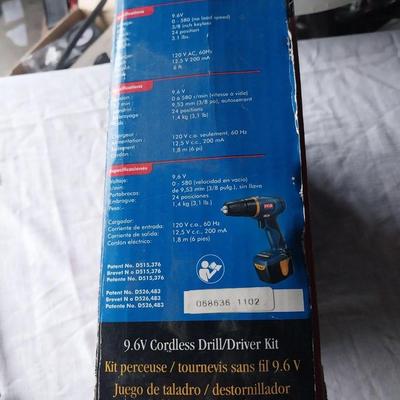 9.6V
0 - 580 (no load speed)
3/8 inch keyless
24 position
3.1 lbs.
120 V AC, 60Hz
12.5 V 200 mA
6 ft
9,6 V
0 à 580 r/min (vitesse à vide)
9,53 mm (3/8 po), autoserrant
24 positions
1,4 kg (3,1 lb)
120 V c.a. seulement, 60 Hz
12,5 V c.c., 200 mA
1,8 m (6 pi)
9,6 V
0 - 580 (velocidad en vacío)
Portabrocas: de 9,53 mm (3/8 pulg.), sin llave
Embrague: 24 posiciones
Peso: 1,4 kg (3,1 lb)
Cargador:
Corriente de entrada: 120 V c.a., 60 Hz
Corriente de salida: 12,5 V c.c., 200 mA
Cordón eléctrico: 1,8 m (6 pies)
Patent No. D515,376
Brevet N o D515,376
Patente No. D515,376
Patent No. D526,483
Brevet N o D526,483
Patente No. D526,483
068636 1102
9.6V Cordless Drill/Driver Kit
Kit perceuse / tournevis sans fil 9.6 V
Juego de taladro / destornillador